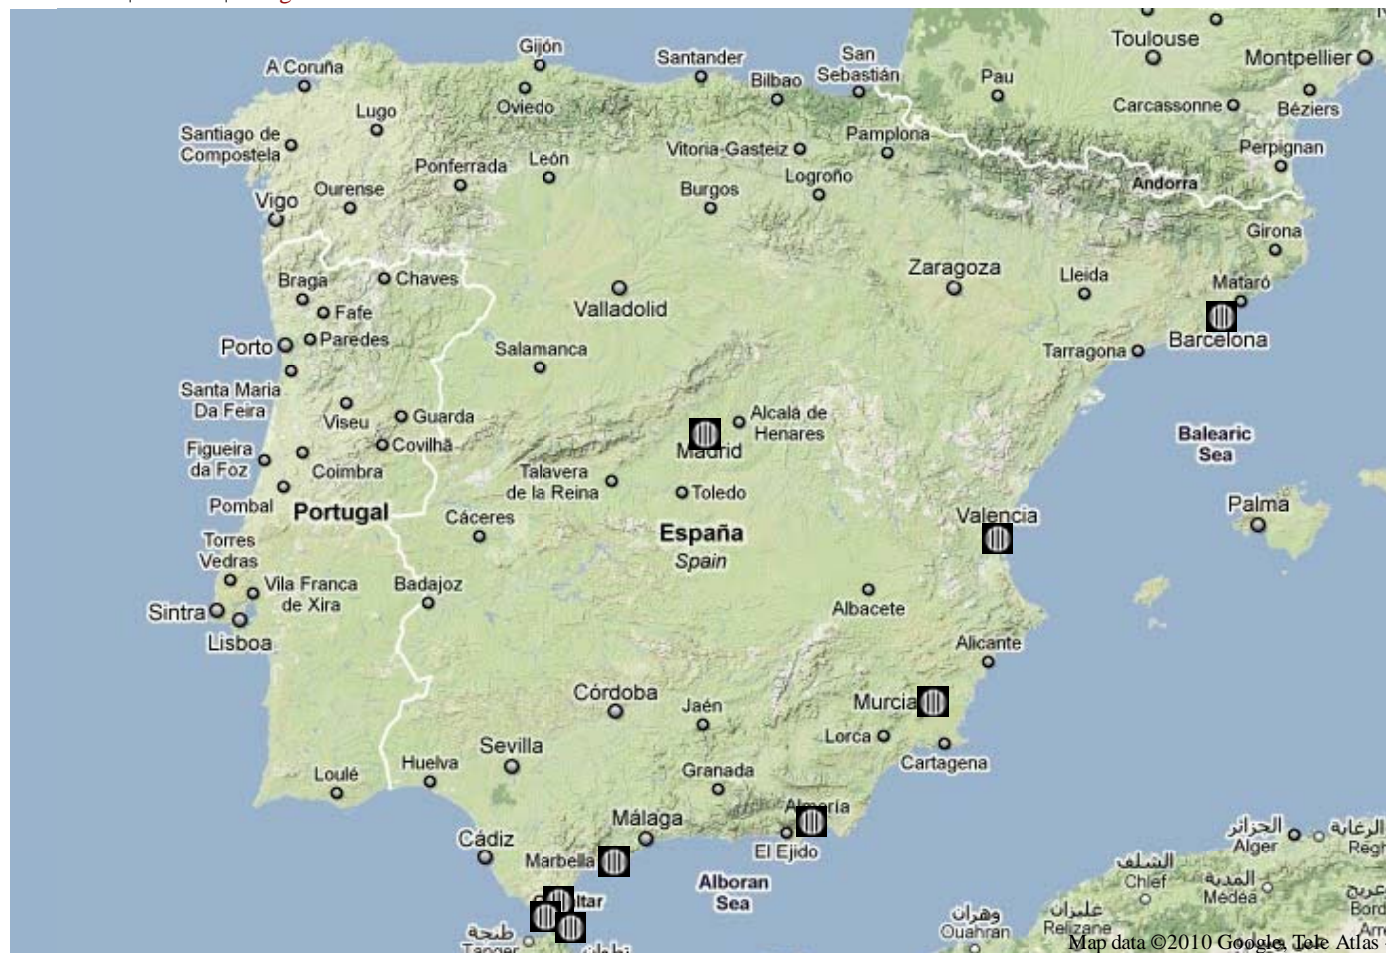 Gijón
Santander
San
Sebastián
Toulouse
Montpellier
A Coruña
Bilbao
Pau
Carcassonne
Béziers
Oviedo
Lugo
Santiago de
Compostela
Pamplona
Vitoria-Gasteiz
Perpignan
Ponferrada
León
Logroño
Andorra
Ourense
Burgos
Vigo
Girona
Zaragoza
Lleida
Mataró
Braga
Chaves
Valladolid
Fafe
Barcelona
Porto
Paredes
Salamanca
Tarragona
Santa Maria
Da Feira
Viseu
Guarda
Alcalá de
Henares
Covilhã
Madrid
Balearic
Sea
Figueira
da Foz
Coimbra
Talavera
de la Reina
Toledo
Pombal
Portugal
Cáceres
Valencia
Palma
España
Spain
Torres
Vedras
Vila Franca
de Xira
Badajoz
Sintra
Lisboa
Albacete
Alicante
Córdoba
Jaén
Murcia
Lorca
Cartagena
Sevilla
Huelva
Loulé
Granada
Almería
Málaga
Cádiz
El Ejido
Marbella
Alboran
Sea
الجزائر
Alger
الشلف
Chlef
المدية
Médéa
وهران
Ouahran
غليزان
Relizane
طنجة
Tanger
Map data ©2010 Google, Tele Atlas